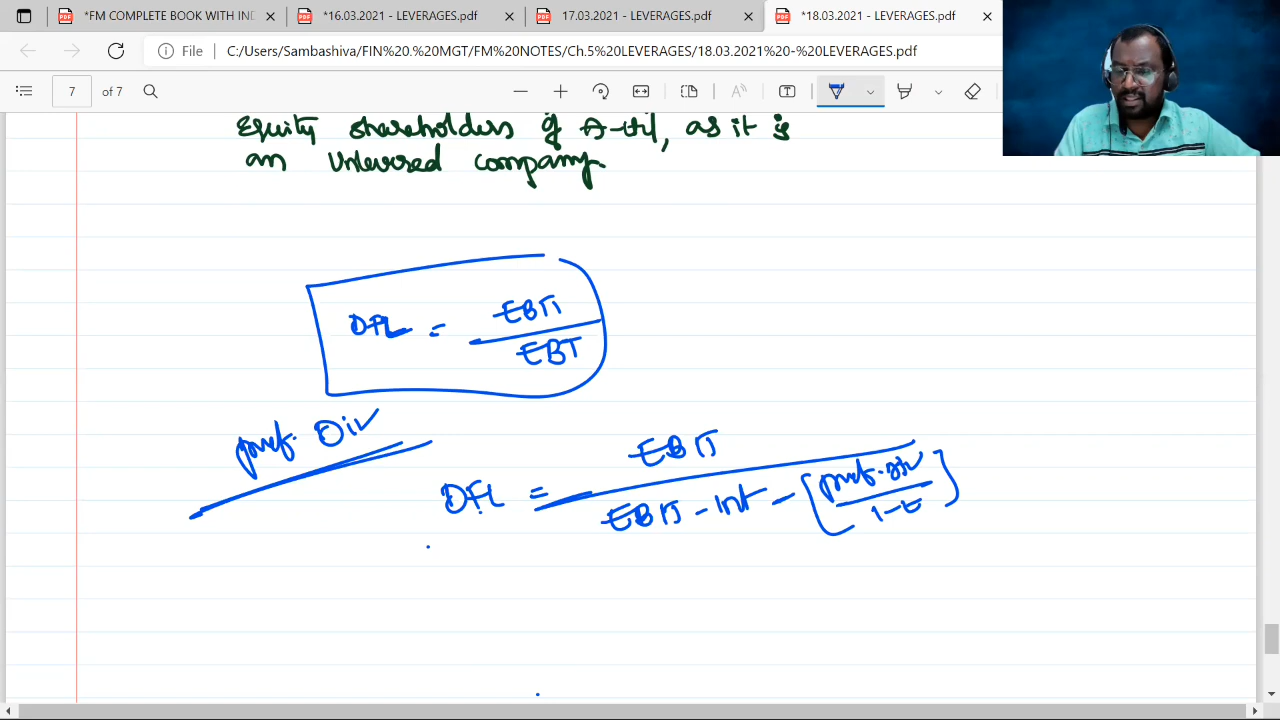 *FM COMPLETE BOOK WITH IND
*16.03.2021 - LEVERAGES.pdf
17.03.2021 - LEVERAGES.pdf
*18.03.2021 - LEVERAGES.pdf
File C:/Users/Sambashiva/FIN%20.%20MGT/FM%20NOTES/Ch.5%20LEVERAGES/18.03.2021%20-%20LEVERAGES.pdf
7 of 7
Equity shareholders of A-Ltd, as it is
an Unlevered company.
DFL = EBIT
EBT
Pref. Div
DFL = EBIT
EBIT - Int - [pref. div
1-t]